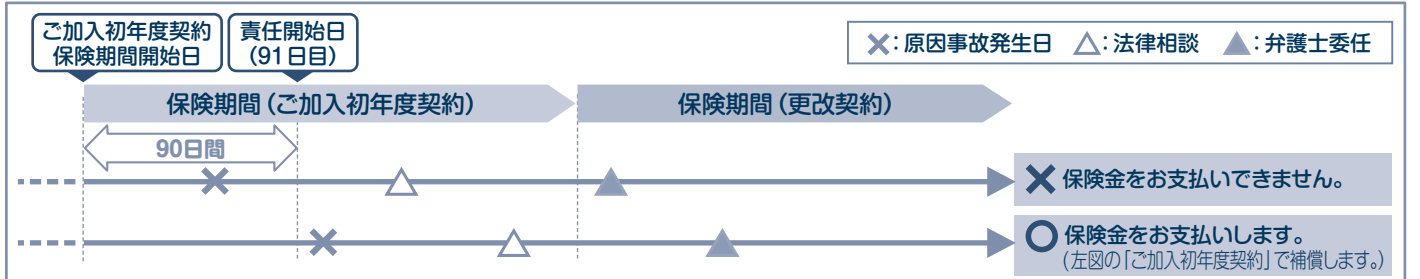 ご加入初年度契約
保険期間開始日
責任開始日
(91日目)
×:原因事故発生日 △:法律相談 ▲:弁護士委任
保険期間(ご加入初年度契約)
保険期間(更改契約)
90日間
× 保険金をお支払いできません。
○ 保険金をお支払いします。
(左図の「ご加入初年度契約」で補償します。)